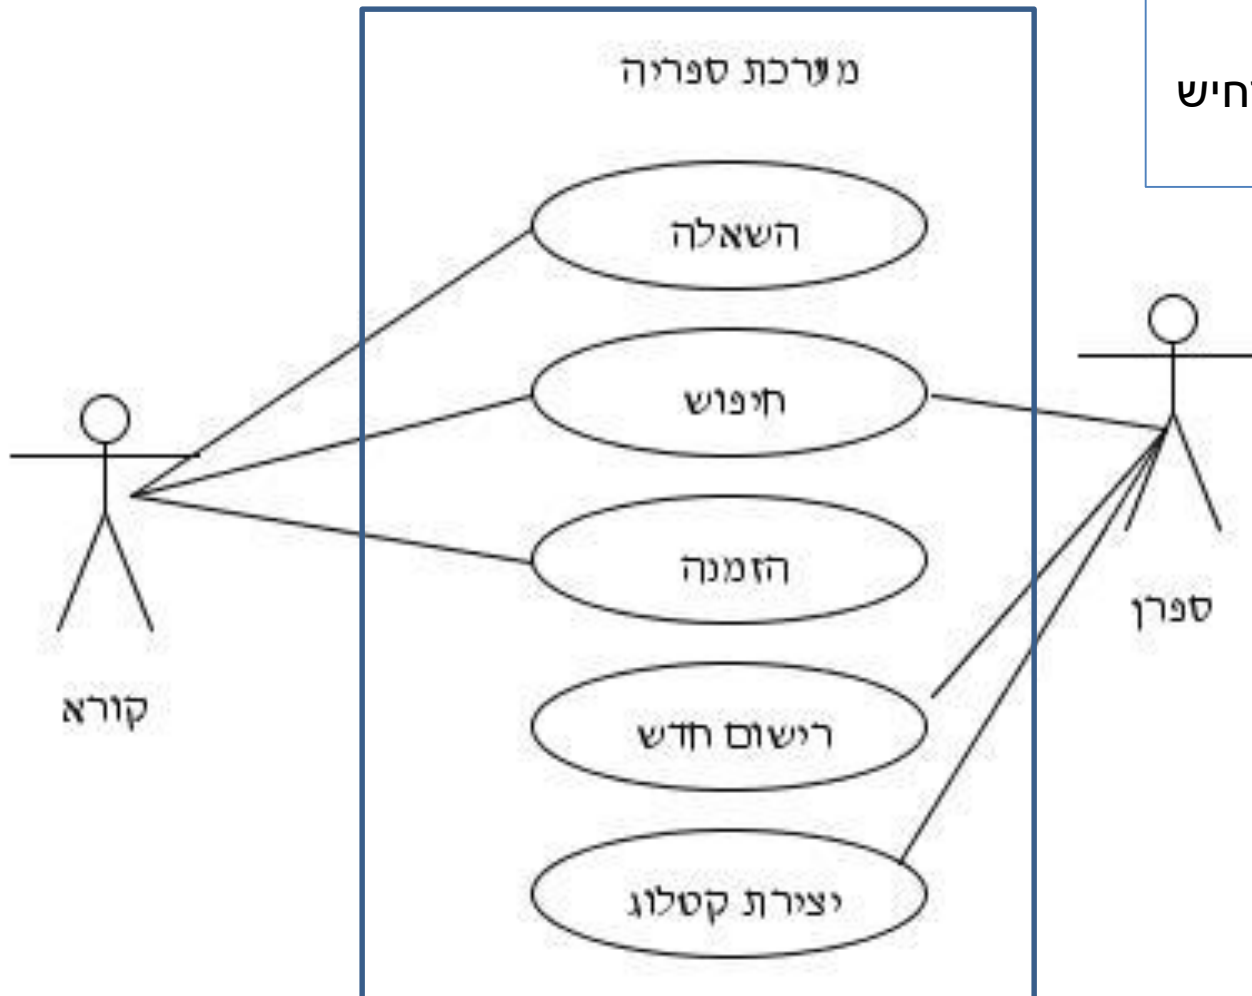 מערכת ספריה
השאלה
חיפוש
הזמנה
רישום חדש
יצירת קטלוג
קורא
ספרן